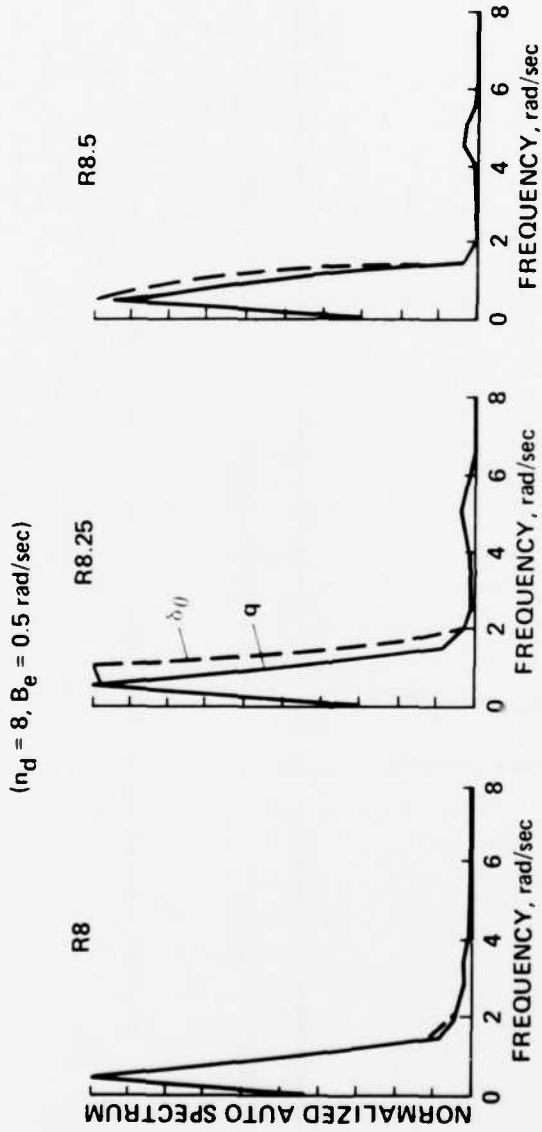 (n_d = 8, B_e = 0.5 rad/sec)
R8
R8.25
R8.5
δ_θ
q
NORMALIZED AUTO SPECTRUM
0 2 4 6 8
0 2 4 6 8
0 2 4 6 8
FREQUENCY, rad/sec
FREQUENCY, rad/sec
FREQUENCY, rad/sec